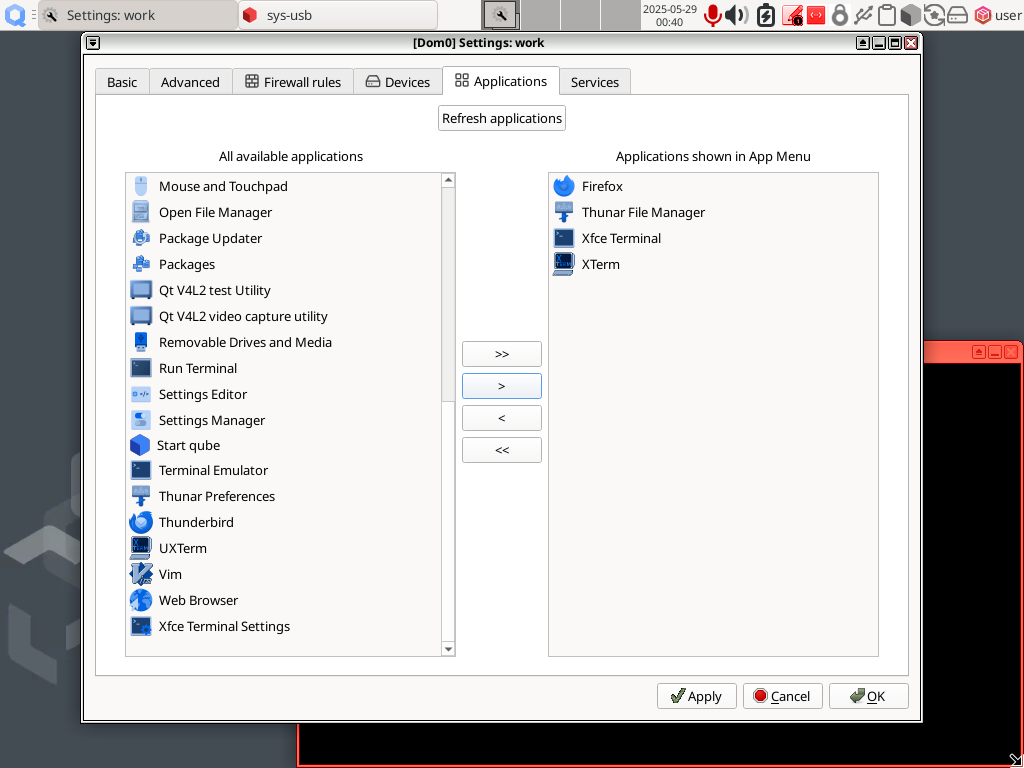 Settings: work
sys-usb
2025-05-29
00:40
user
[Dom0] Settings: work
Basic
Advanced
Firewall rules
Devices
Applications
Services
Refresh applications
All available applications
Applications shown in App Menu
Mouse and Touchpad
Open File Manager
Package Updater
Packages
Qt V4L2 test Utility
Qt V4L2 video capture utility
Removable Drives and Media
Run Terminal
Settings Editor
Settings Manager
Start qube
Terminal Emulator
Thunar Preferences
Thunderbird
UXTerm
Vim
Web Browser
Xfce Terminal Settings
>>
>
<
<<
Firefox
Thunar File Manager
Xfce Terminal
XTerm
Apply
Cancel
OK